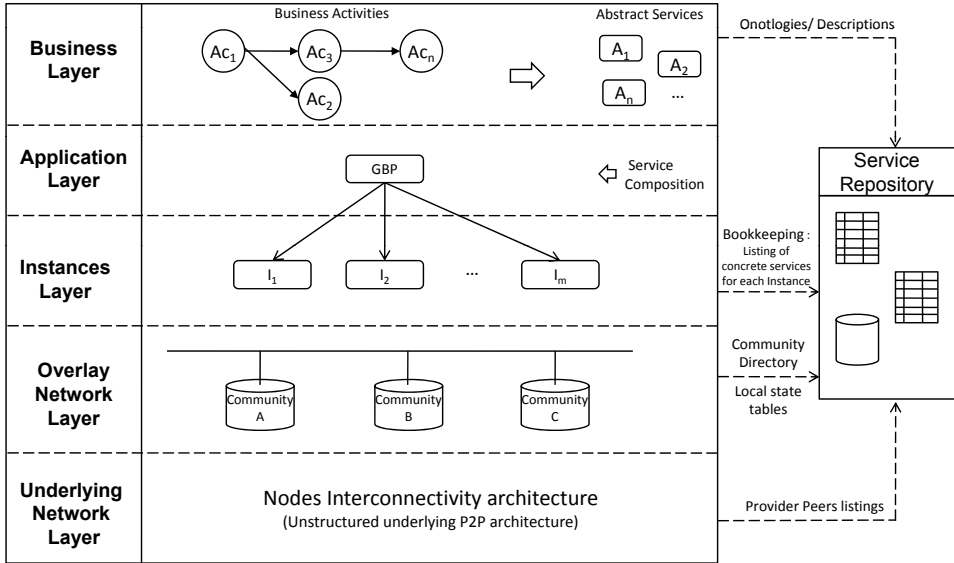 Business Activities
Abstract Services
Onotlogies/ Descriptions
Business
Layer
Ac1
Ac3
Acn
Ac2
A1
A2
An
...
Application
Layer
GBP
Service
Composition
Service
Repository
Instances
Layer
I1
I2
...
Im
Bookkeeping :
Listing of
concrete services
for each Instance
Overlay
Network
Layer
Community
A
Community
B
Community
C
Community
Directory
Local state
tables
Underlying
Network
Layer
Nodes Interconnectivity architecture
(Unstructured underlying P2P architecture)
Provider Peers listings